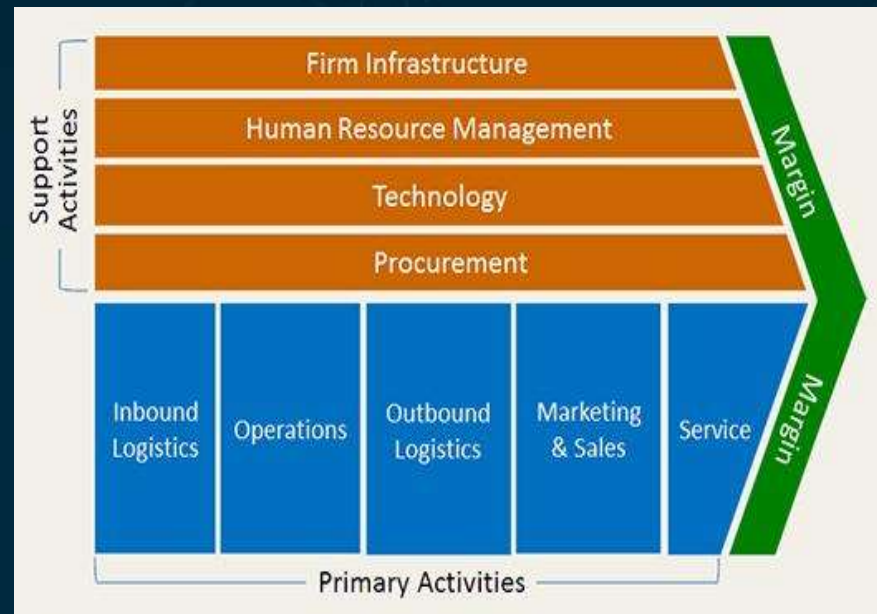 Support
Activities
Firm Infrastructure
Human Resource Management
Technology
Procurement
Margin
Inbound
Logistics
Operations
Outbound
Logistics
Marketing
& Sales
Service
Margin
Primary Activities